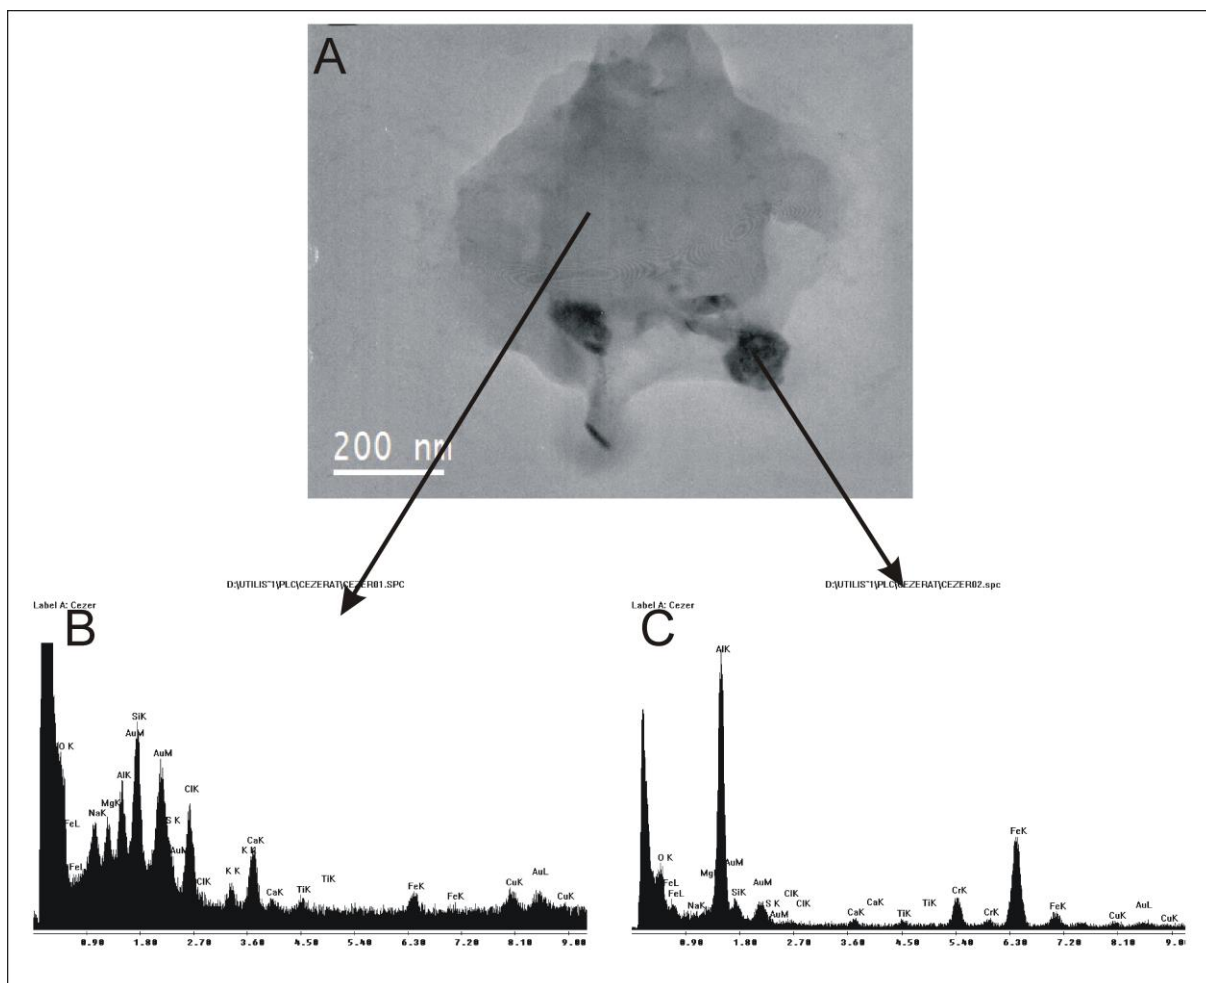 A
200 nm
D:\UTILIS~1\PLC\CEZERAT\CEZER01.SPC
Label A: Cezer
B
O K
FeL
FeL
NaK
MgK
AlK
SiK
AuM
AuM
S K
AuM
ClK
ClK
K K
K K
CaK
CaK
TiK
TiK
FeK
FeK
CuK
AuL
CuK
0.90 1.80 2.70 3.60 4.50 5.40 6.30 7.20 8.10 9.00
D:\UTILIS~1\PLC\CEZERAT\CEZER02.spc
Label A: Cezer
C
O K
FeL
FeL
NaK
AlK
SiK
AuM
AuM
S K
AuM
ClK
ClK
CaK
CaK
TiK
TiK
CrK
CrK
FeK
FeK
CuK
AuL
CuK
0.90 1.80 2.70 3.60 4.50 5.40 6.30 7.20 8.10 9.0